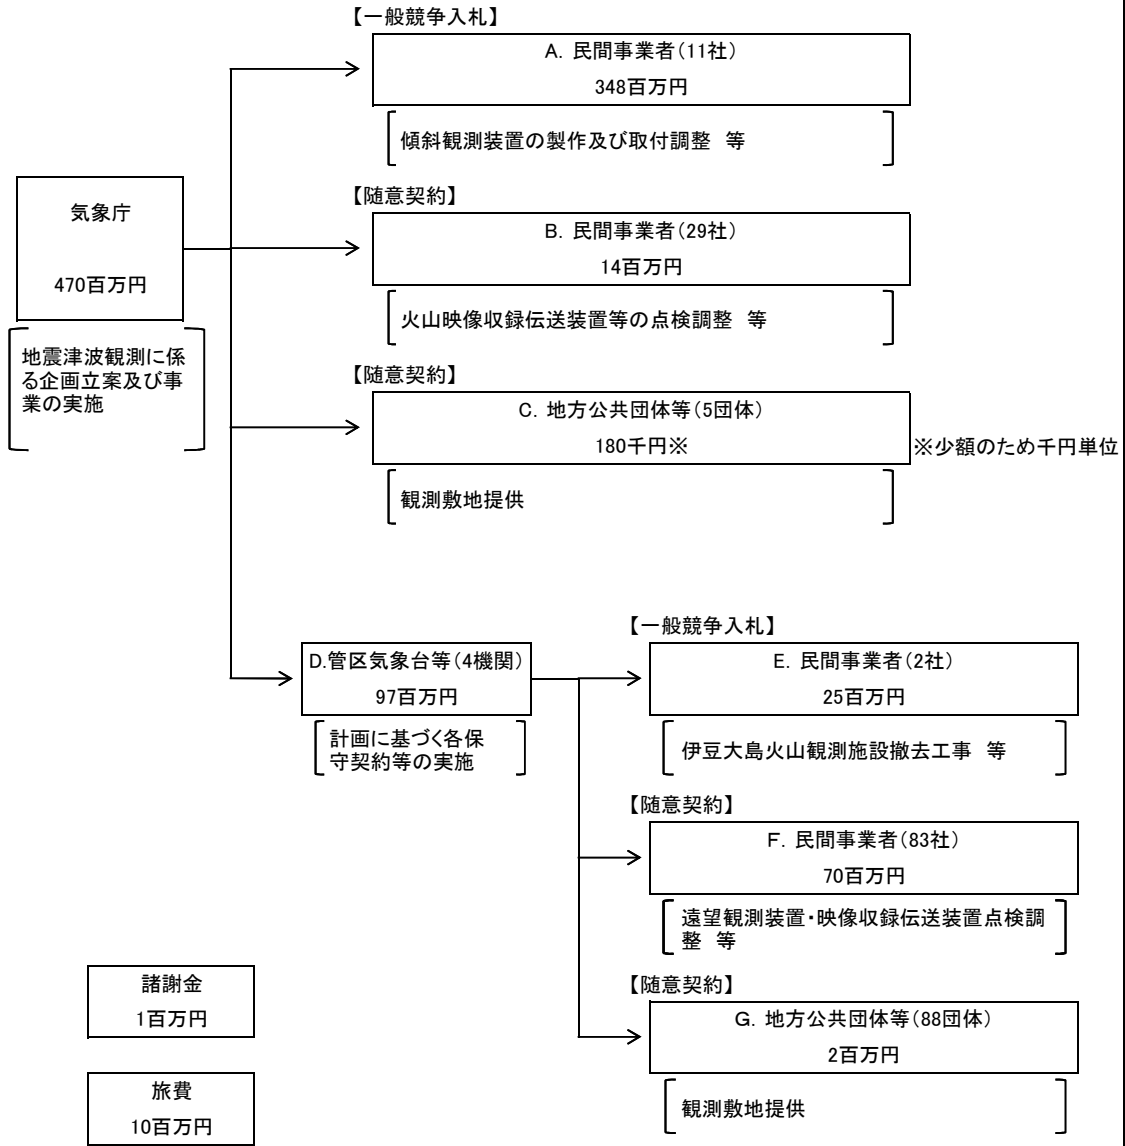 【一般競争入札】
A．民間事業者（11社）
348百万円
傾斜観測装置の製作及び取付調整　等
気象庁
470百万円
地震津波観測に係
る企画立案及び事
業の実施
【随意契約】
B．民間事業者（29社）
14百万円
火山映像収録伝送装置等の点検調整　等
【随意契約】
C．地方公共団体等（5団体）
180千円※
※少額のため千円単位
観測敷地提供
D.管区気象台等（4機関）
97百万円
計画に基づく各保
守契約等の実施
【一般競争入札】
E．民間事業者（2社）
25百万円
伊豆大島火山観測施設撤去工事　等
【随意契約】
F．民間事業者（83社）
70百万円
遠望観測装置・映像収録伝送装置点検調
整　等
【随意契約】
G．地方公共団体等（88団体）
2百万円
観測敷地提供
諸謝金
1百万円
旅費
10百万円